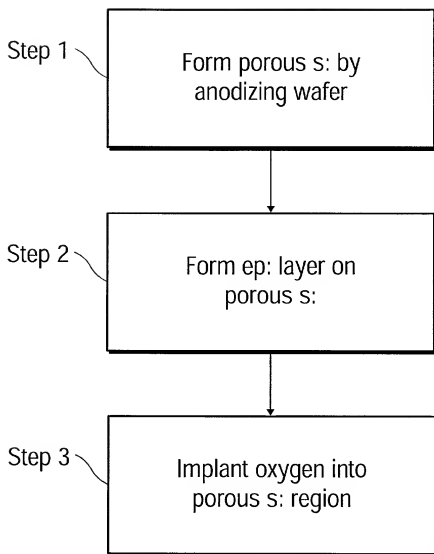 Step 1
Form porous s: by
anodizing wafer
Step 2
Form ep: layer on
porous s:
Step 3
Implant oxygen into
porous s: region